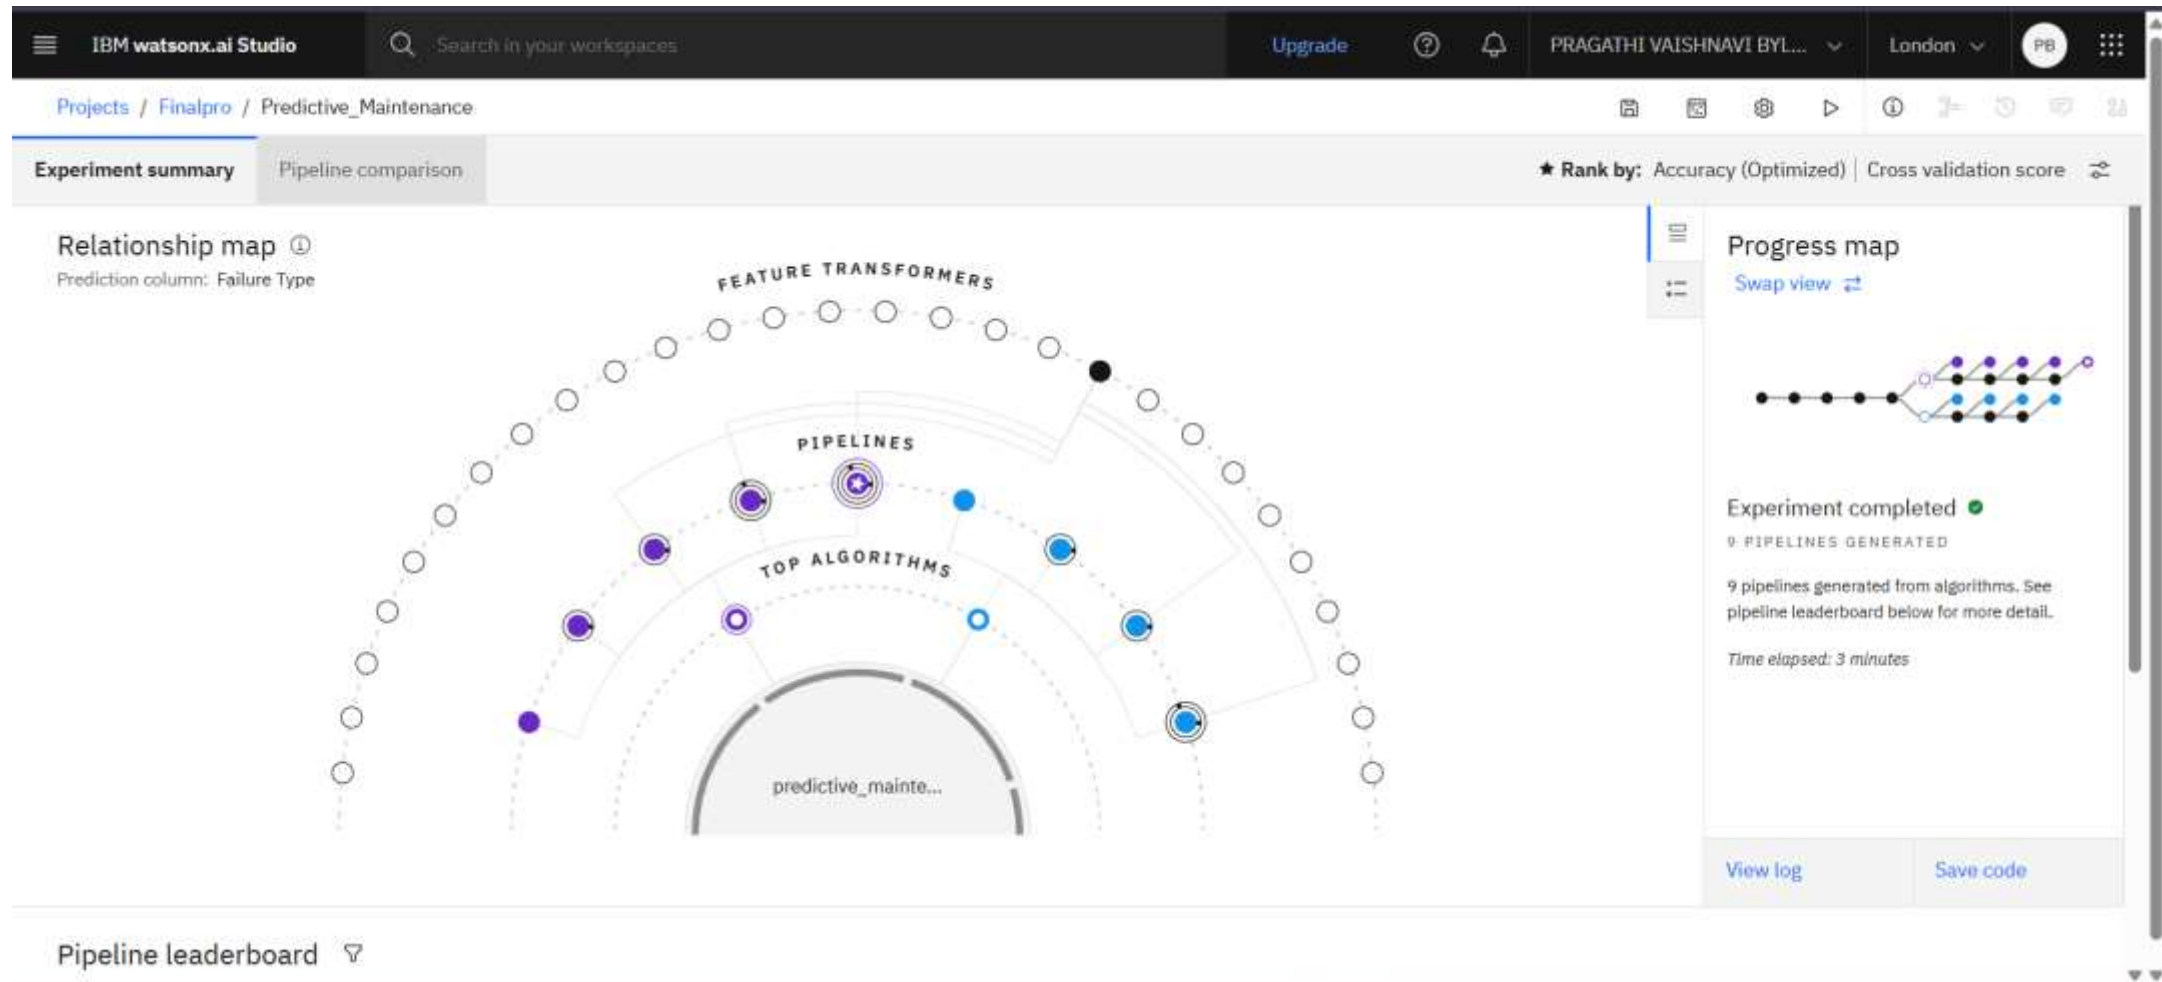 IBM watsonx.ai Studio
Search in your workspaces
Upgrade
PRAGATHI VAISHNAVI BYL...
London
PB
Projects / Finalpro / Predictive_Maintenance
Experiment summary
Pipeline comparison
★ Rank by: Accuracy (Optimized) | Cross validation score
Relationship map
Prediction column: Failure Type
FEATURE TRANSFORMERS
PIPELINES
TOP ALGORITHMS
predictive_mainte...
Progress map
Swap view
Experiment completed
9 PIPELINES GENERATED
9 pipelines generated from algorithms. See
pipeline leaderboard below for more detail.
Time elapsed: 3 minutes
View log
Save code
Pipeline leaderboard